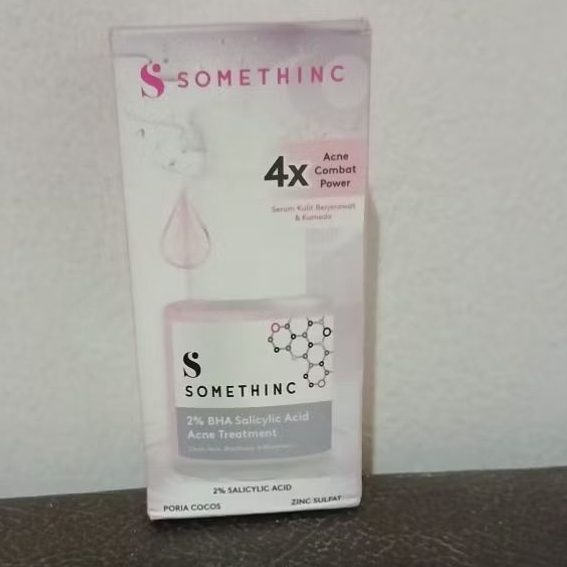 S SOMETHINC
4x
Acne
Combat
Power
Serum Kulit Berjerawat
& Komedo
S
SOMETHINC
2% BHA Salicylic Acid
Acne Treatment
2% SALICYLIC ACID
PORIA COCOS ZINC SULFAT